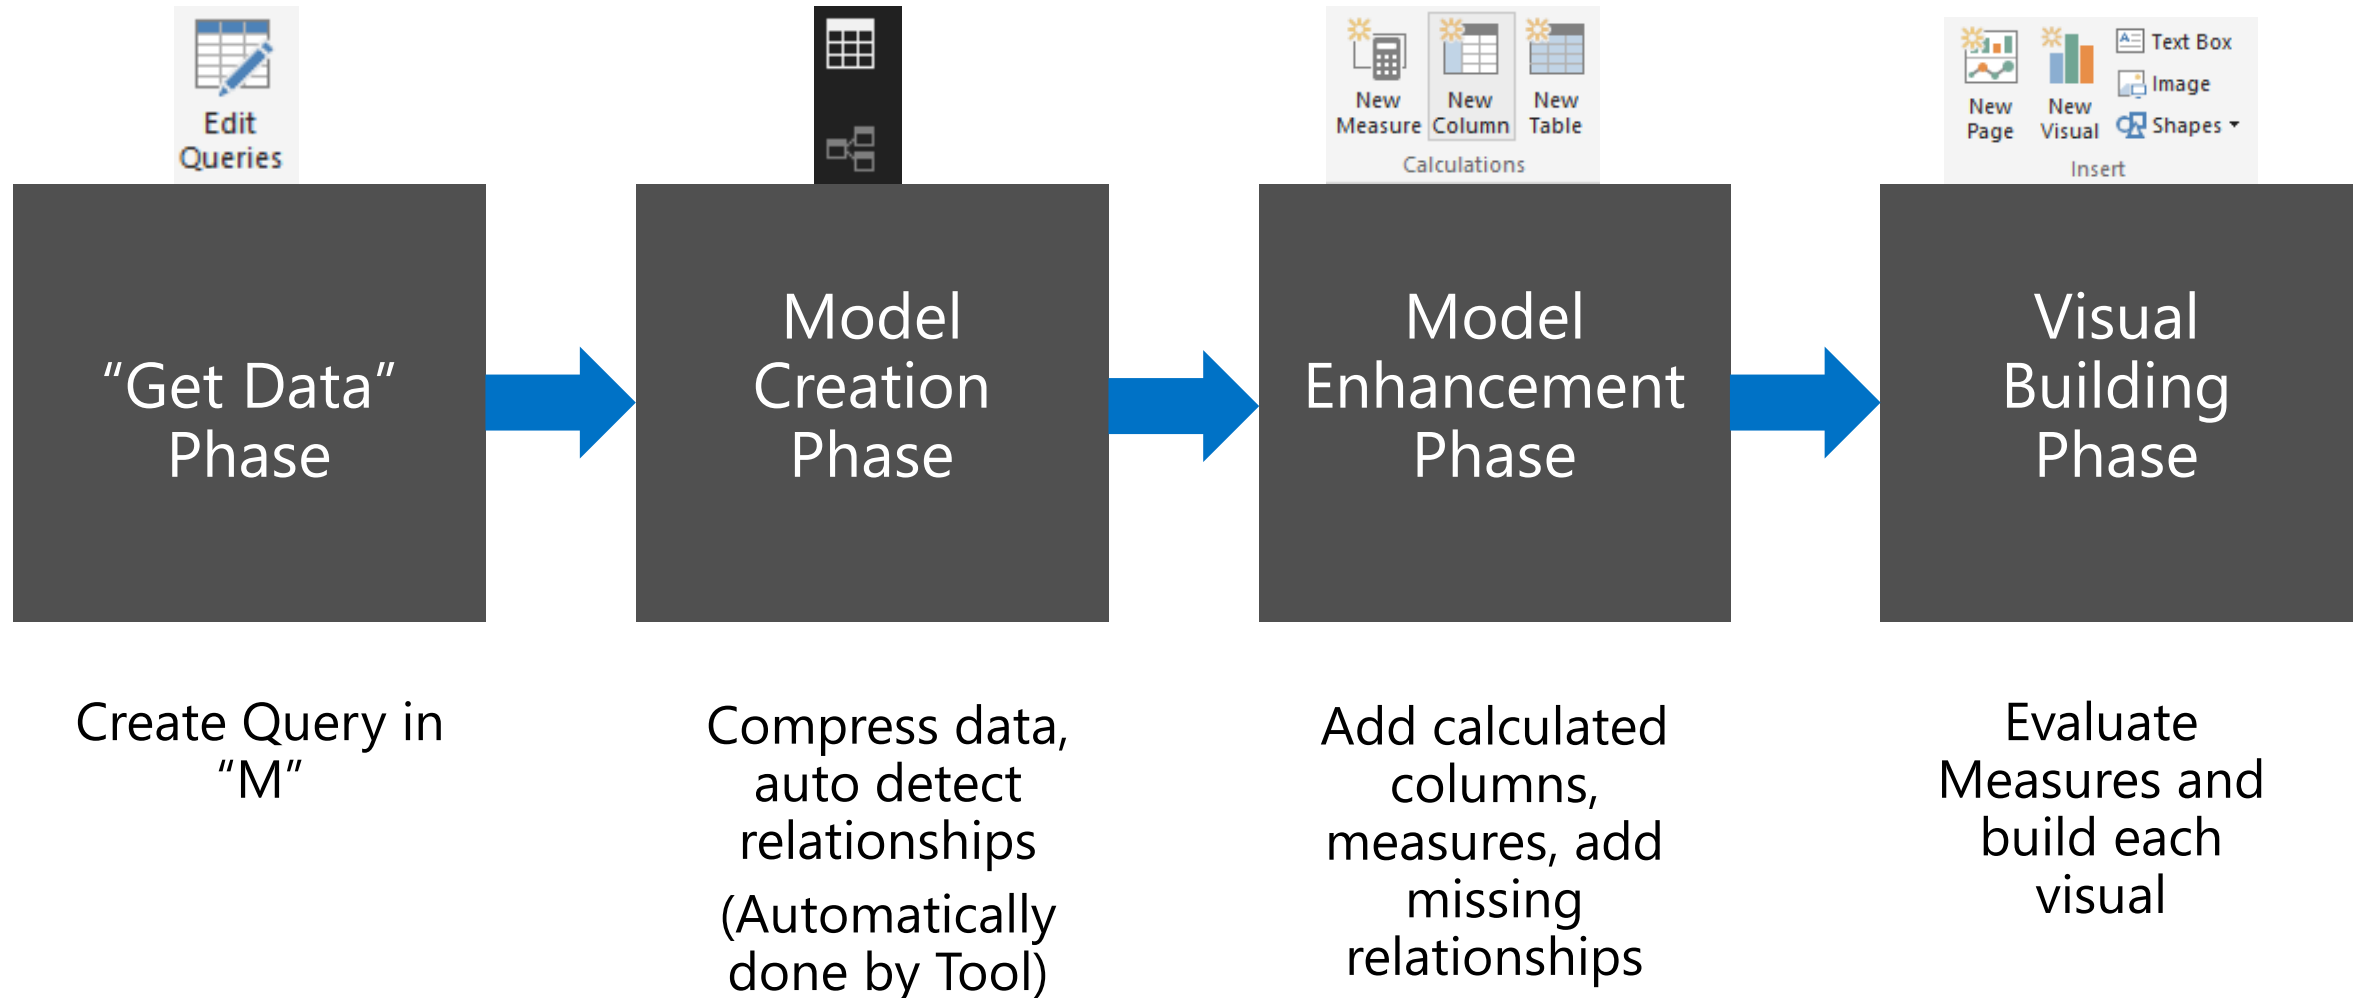 Edit
Queries
New
Measure
New
Column
New
Table
Calculations
New
Page
New
Visual
Text Box
Image
Shapes
Insert
“Get Data”
Phase
Model
Creation
Phase
Model
Enhancement
Phase
Visual
Building
Phase
Create Query in
“M”
Compress data,
auto detect
relationships
(Automatically
done by Tool)
Add calculated
columns,
measures, add
missing
relationships
Evaluate
Measures and
build each
visual